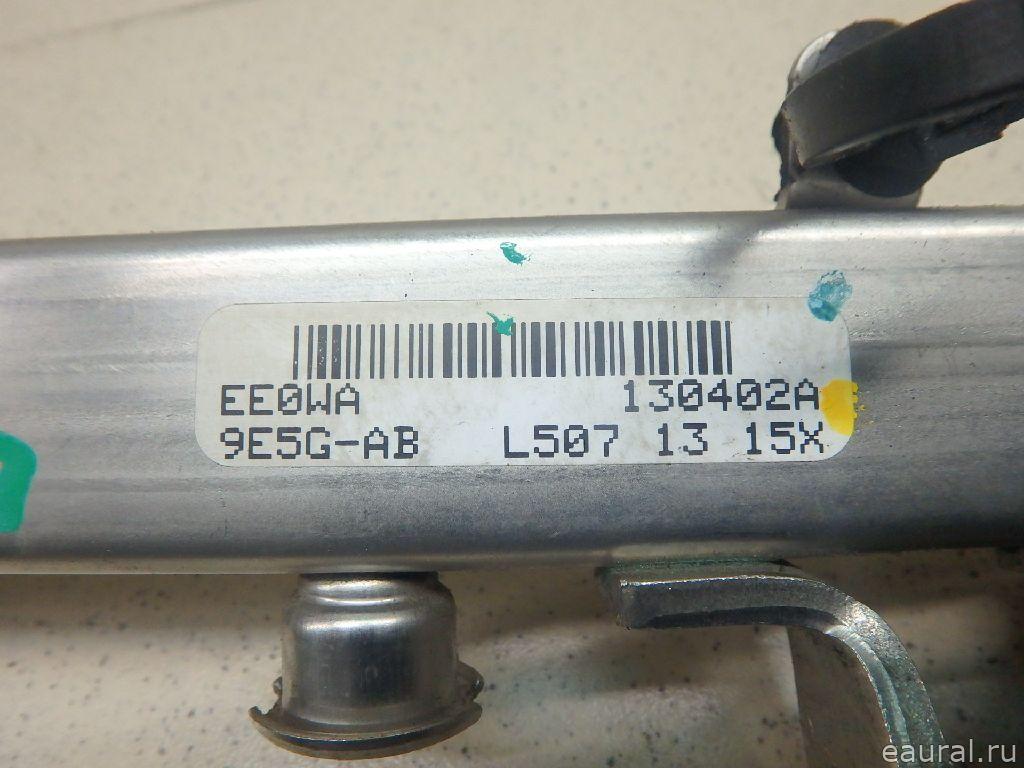 EE0WA 130402A
9E5G-AB L507 13 15X
eaural.ru